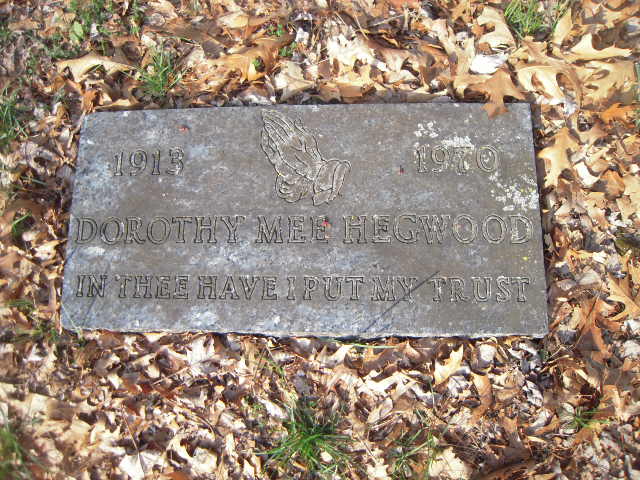 1913 1970
DOROTHY MEE HEGWOOD
IN THEE HAVE I PUT MY TRUST